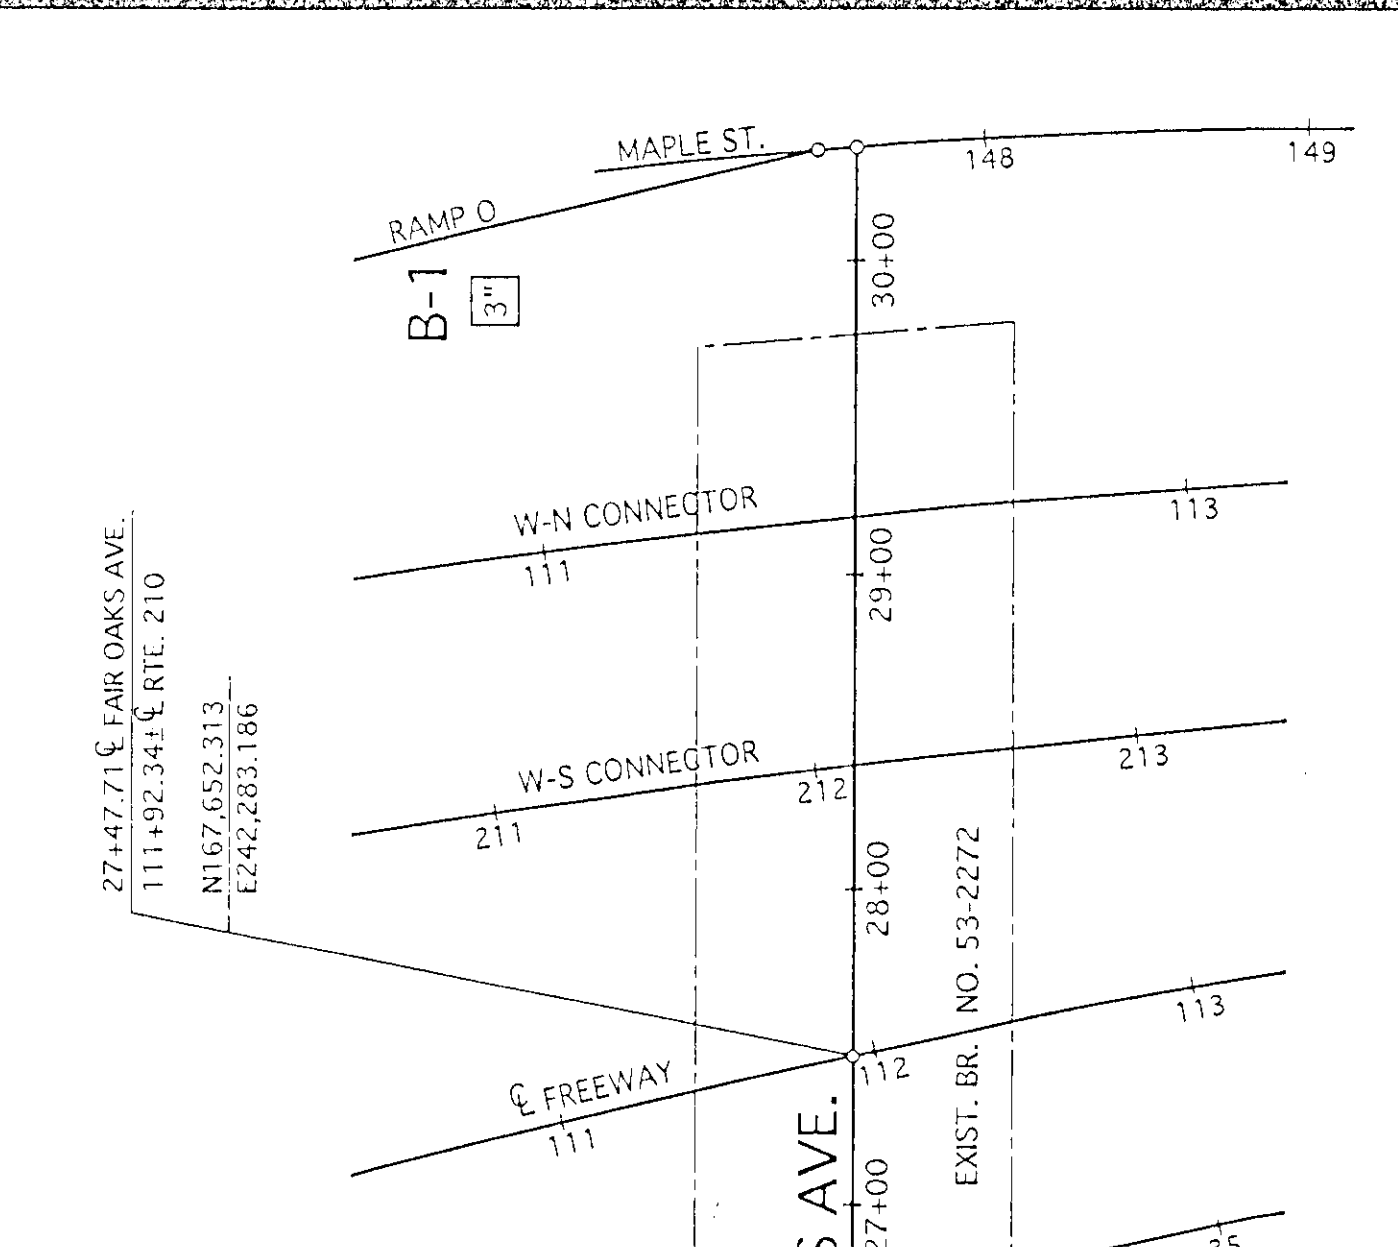 MAPLE ST.
148
149
RAMP O
B-1
3"
30+00
W-N CONNECTOR
111
113
29+00
27+47.71 ℄ FAIR OAKS AVE.
111+92.34± ℄ RTE. 210
N167,652.313
E242,283.186
W-S CONNECTOR
211
212
213
28+00
EXIST. BR. NO. 53-2272
℄ FREEWAY
111
112
113
S AVE.
27+00